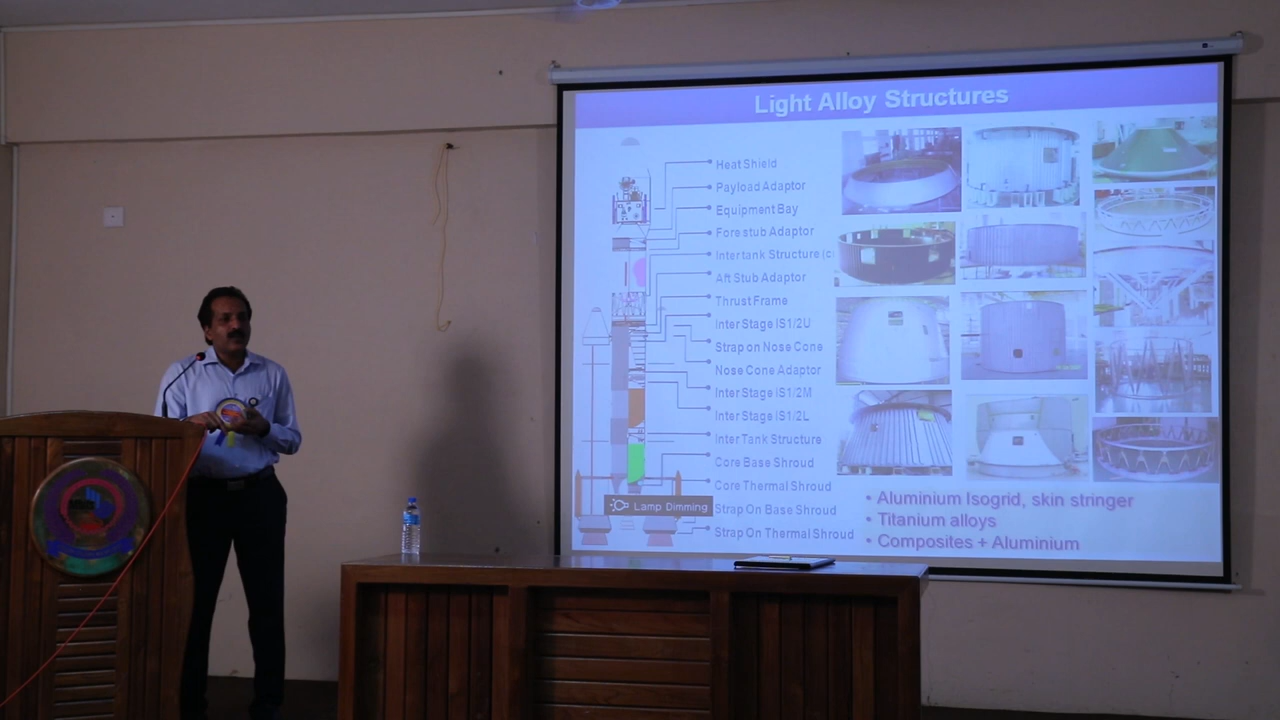 Light Alloy Structures
Heat Shield
Payload Adaptor
Equipment Bay
Fore stub Adaptor
Inter tank Structure (c
Aft Stub Adaptor
Thrust Frame
Inter Stage IS1/2U
Strap on Nose Cone
Nose Cone Adaptor
Inter Stage IS1/2M
Inter Stage IS1/2L
Inter Tank Structure
Core Base Shroud
Core Thermal Shroud
Strap On Base Shroud
Strap On Thermal Shroud
Lamp Dimming
• Aluminium Isogrid, skin stringer
• Titanium alloys
• Composites + Aluminium